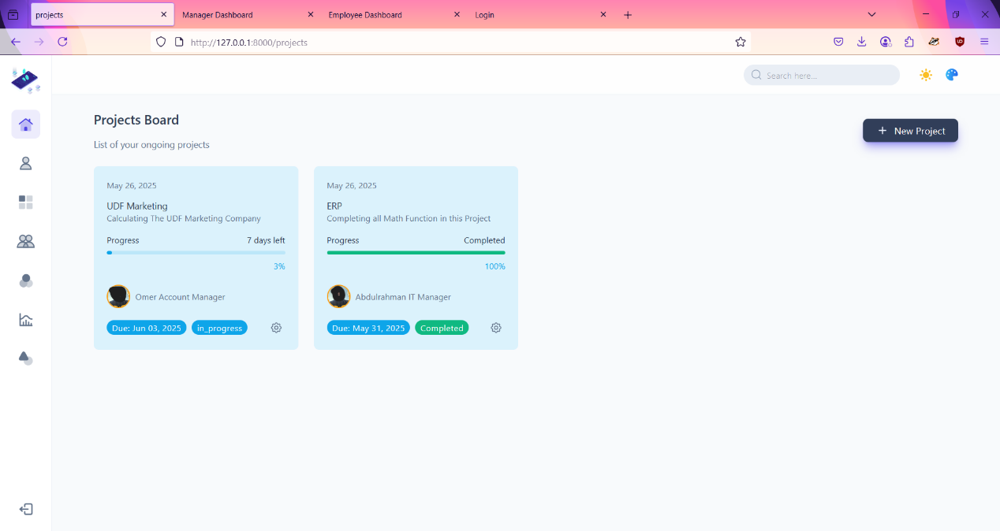 projects
Manager Dashboard
Employee Dashboard
Login
http://127.0.0.1:8000/projects
Search here...
Projects Board
List of your ongoing projects
New Project
May 26, 2025
UDF Marketing
Calculating The UDF Marketing Company
Progress 7 days left
3%
Omer Account Manager
Due: Jun 03, 2025 in_progress
May 26, 2025
ERP
Completing all Math Function in this Project
Progress Completed
100%
Abdulrahman IT Manager
Due: May 31, 2025 Completed